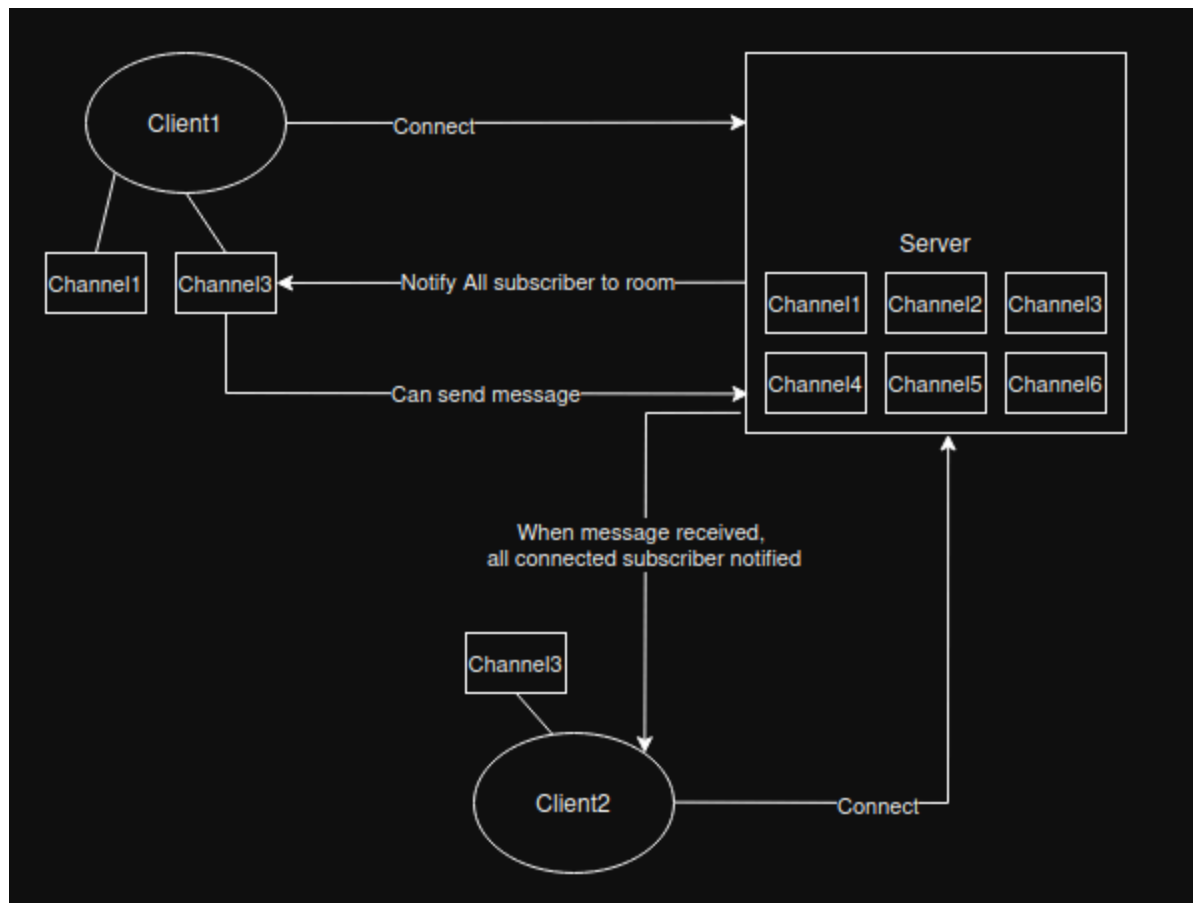 Client1
Connect
Server
Channel1
Channel3
Notify All subscriber to room
Channel1
Channel2
Channel3
Can send message
Channel4
Channel5
Channel6
When message received,
all connected subscriber notified
Channel3
Client2
Connect